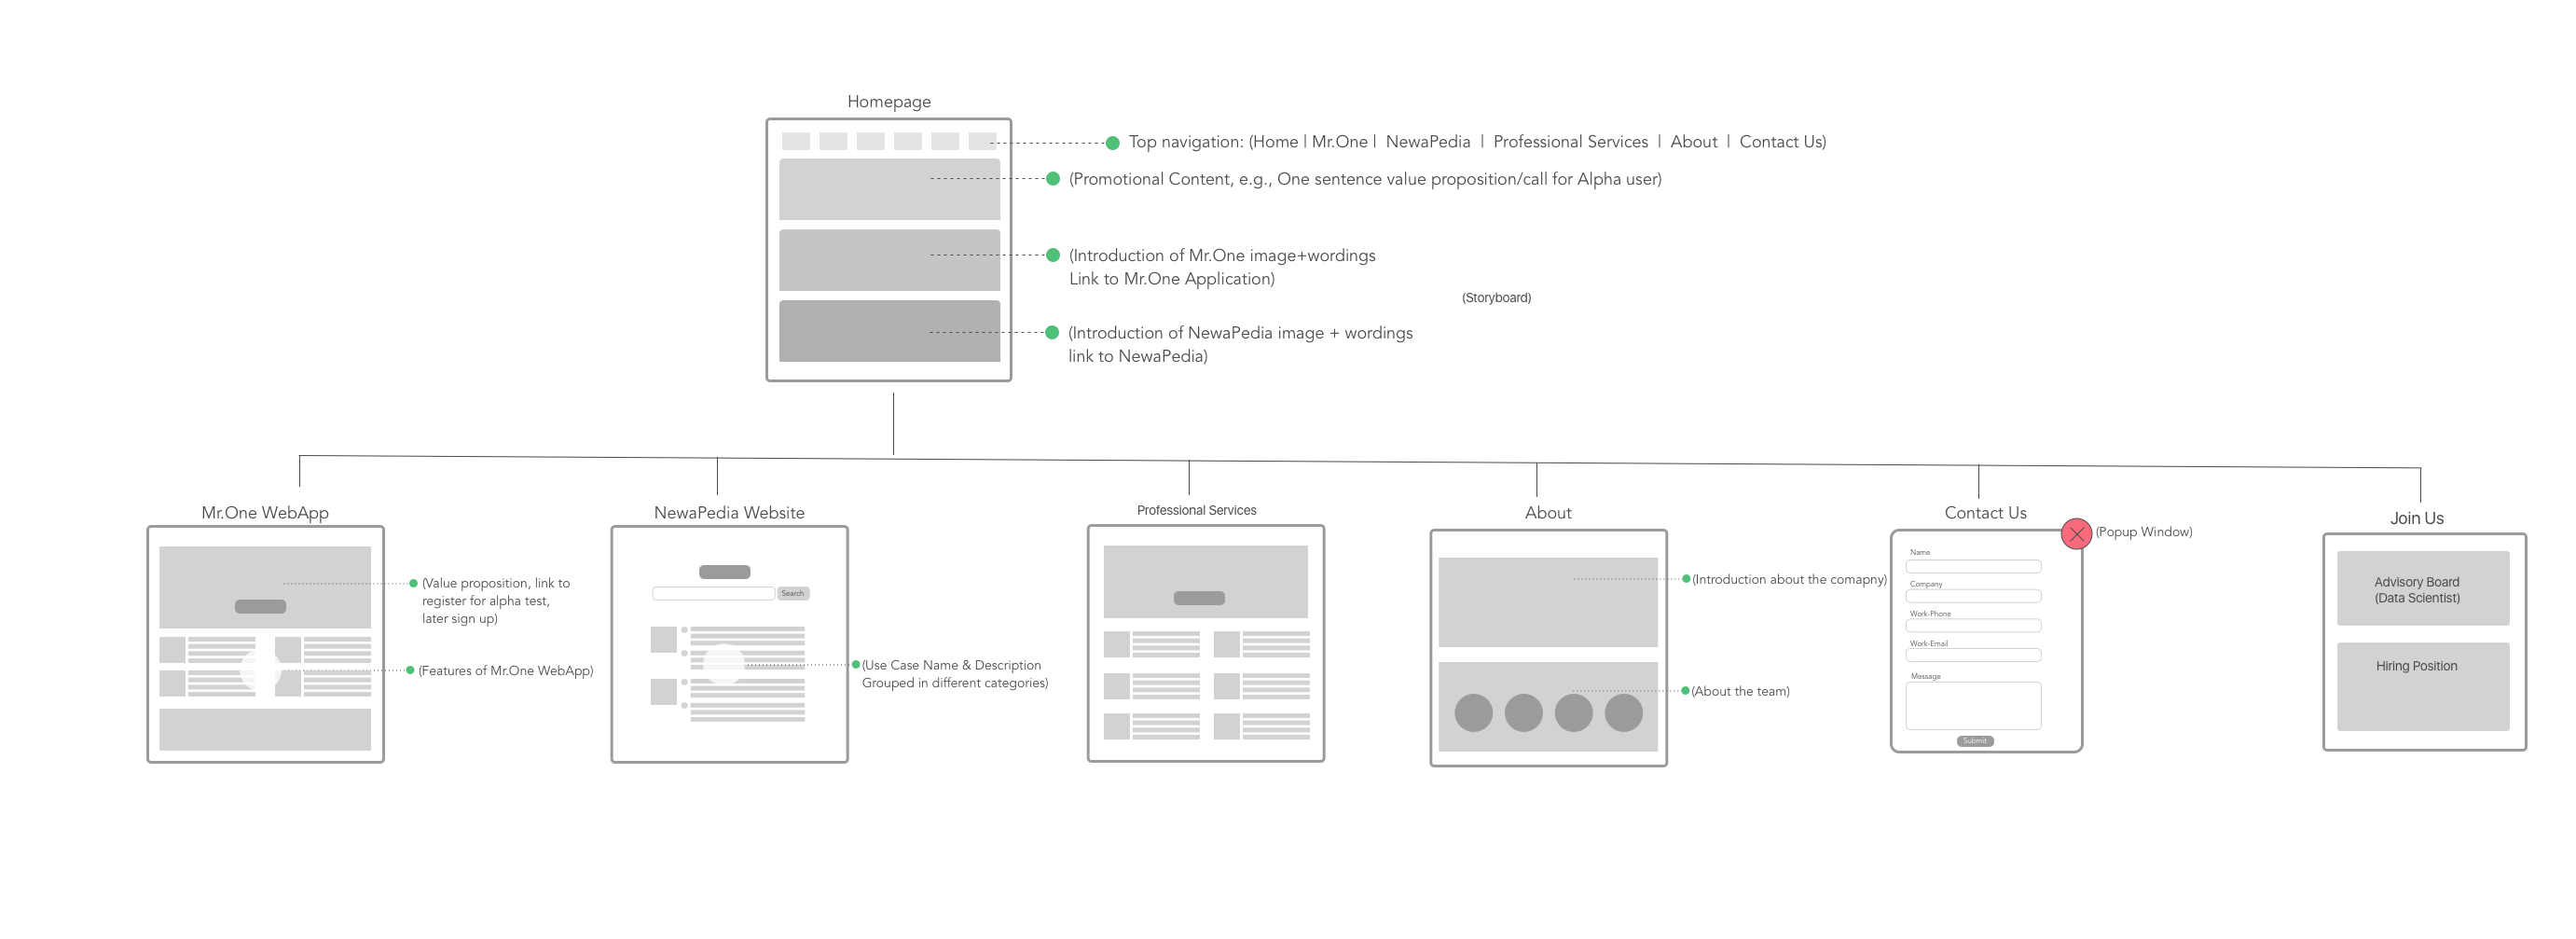 Homepage
Top navigation: (Home | Mr.One | NewaPedia | Professional Services | About | Contact Us)
(Promotional Content, e.g., One sentence value proposition/call for Alpha user)
(Introduction of Mr.One image+wordings
Link to Mr.One Application)
(Storyboard)
(Introduction of NewaPedia image + wordings
link to NewaPedia)
Mr.One WebApp
(Value proposition, link to
register for alpha test,
later sign up)
(Features of Mr.One WebApp)
NewaPedia Website
Search
(Use Case Name & Description
Grouped in different categories)
Professional Services
About
(Introduction about the comapny)
(About the team)
Contact Us
(Popup Window)
Name
Company
Work-Phone
Work-Email
Message
Submit
Join Us
Advisory Board
(Data Scientist)
Hiring Position